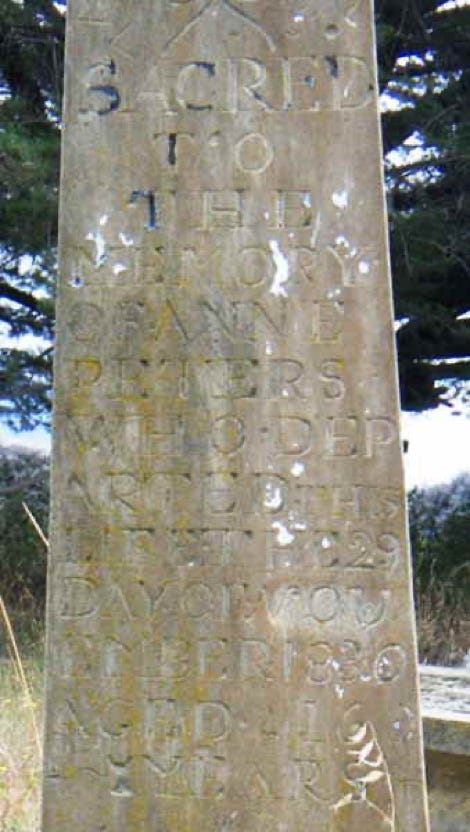 SACRED
TO
THE
MEMORY
OF ANNE
PETERS
WHO DEP
ARTED THIS
LIFE THE 29
DAY OF NOV
EMBER 1830
AGED 16
YEARS